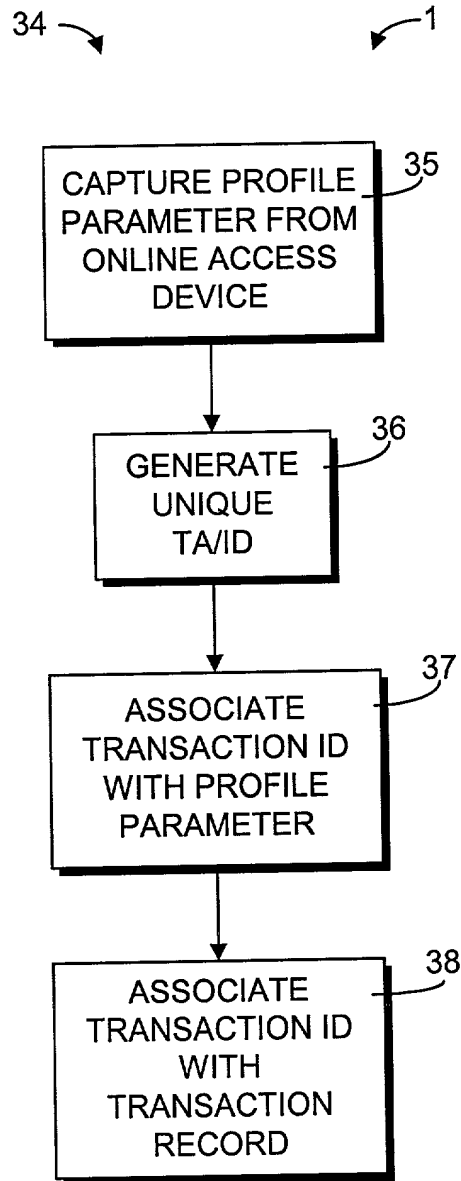 34
1
35
CAPTURE PROFILE
PARAMETER FROM
ONLINE ACCESS
DEVICE
36
GENERATE
UNIQUE
TA/ID
37
ASSOCIATE
TRANSACTION ID
WITH PROFILE
PARAMETER
38
ASSOCIATE
TRANSACTION ID
WITH
TRANSACTION
RECORD